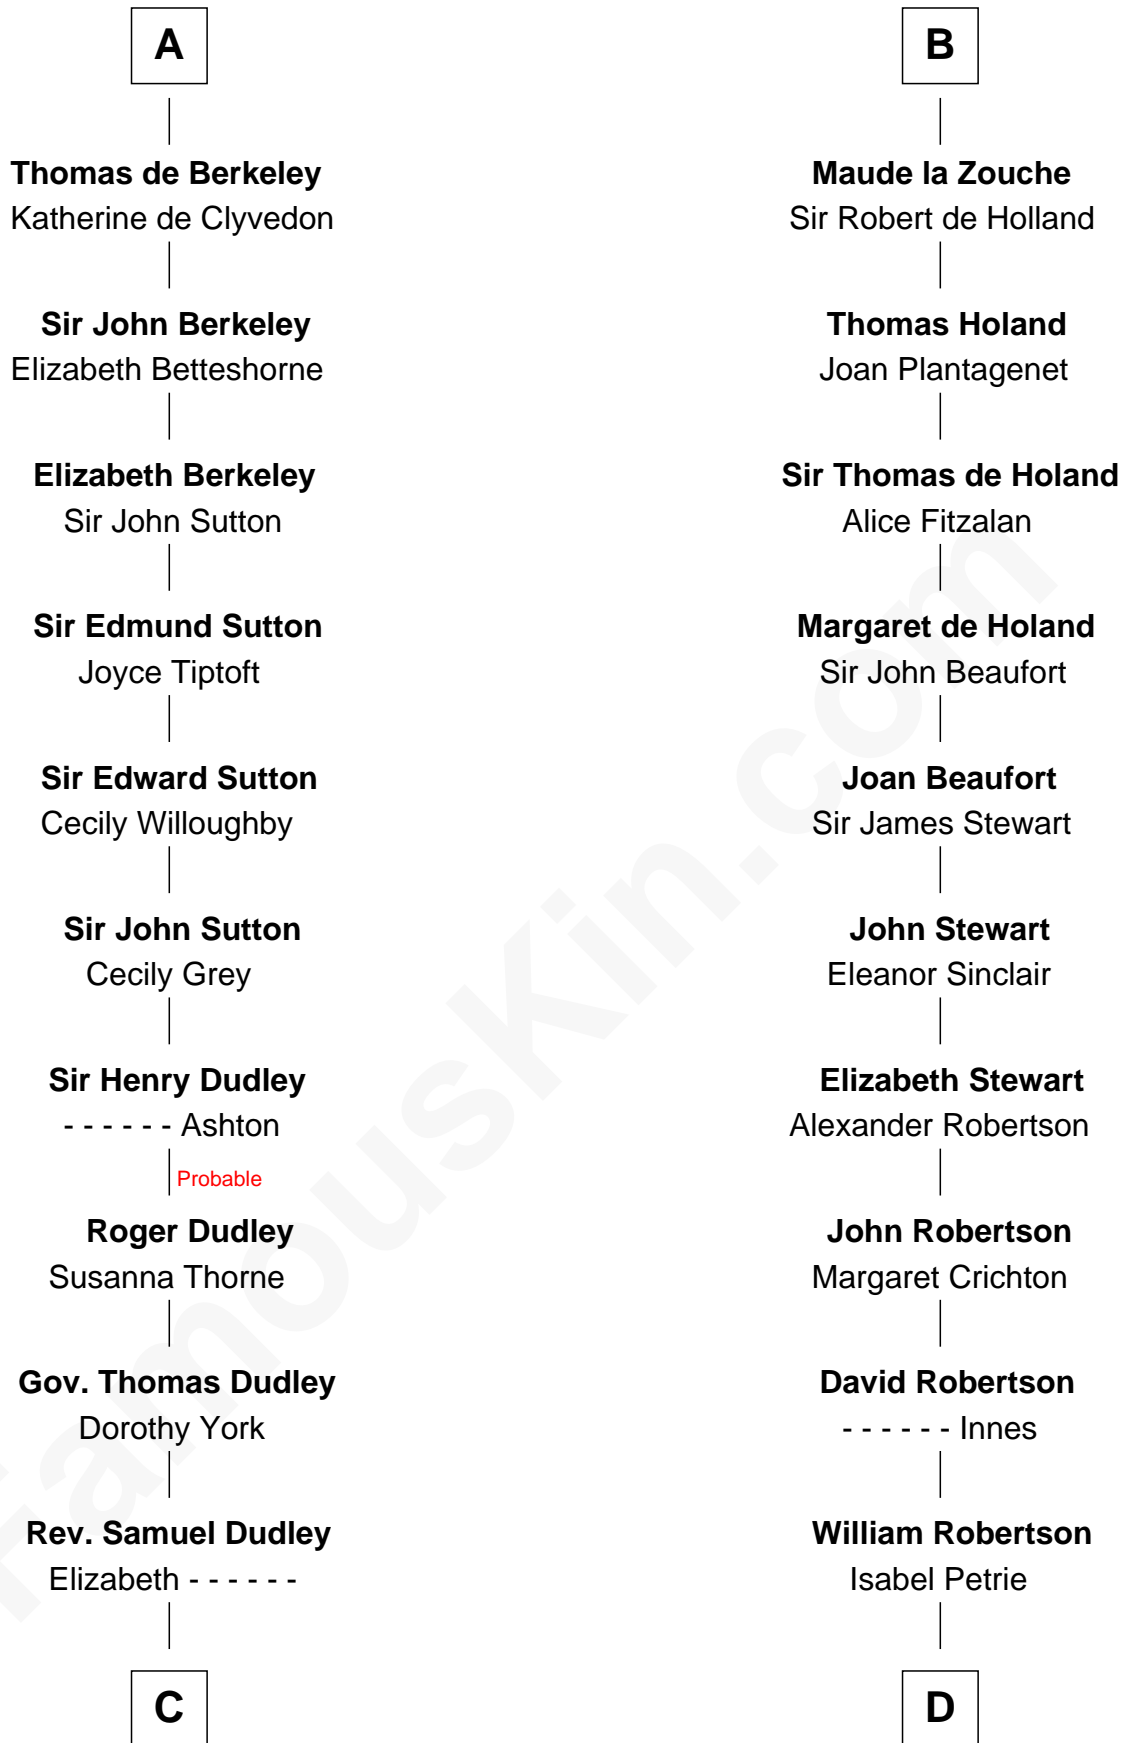 A
Thomas de Berkeley
Katherine de Clyvedon
Sir John Berkeley
Elizabeth Betteshorne
Elizabeth Berkeley
Sir John Sutton
Sir Edmund Sutton
Joyce Tiptoft
Sir Edward Sutton
Cecily Willoughby
Sir John Sutton
Cecily Grey
Sir Henry Dudley
- - - - - - Ashton
Probable
Roger Dudley
Susanna Thorne
Gov. Thomas Dudley
Dorothy York
Rev. Samuel Dudley
Elizabeth - - - - - -
C
B
Maude la Zouche
Sir Robert de Holland
Thomas Holand
Joan Plantagenet
Sir Thomas de Holand
Alice Fitzalan
Margaret de Holand
Sir John Beaufort
Joan Beaufort
Sir James Stewart
John Stewart
Eleanor Sinclair
Elizabeth Stewart
Alexander Robertson
John Robertson
Margaret Crichton
David Robertson
- - - - - - Innes
William Robertson
Isabel Petrie
D
FamousKin.com